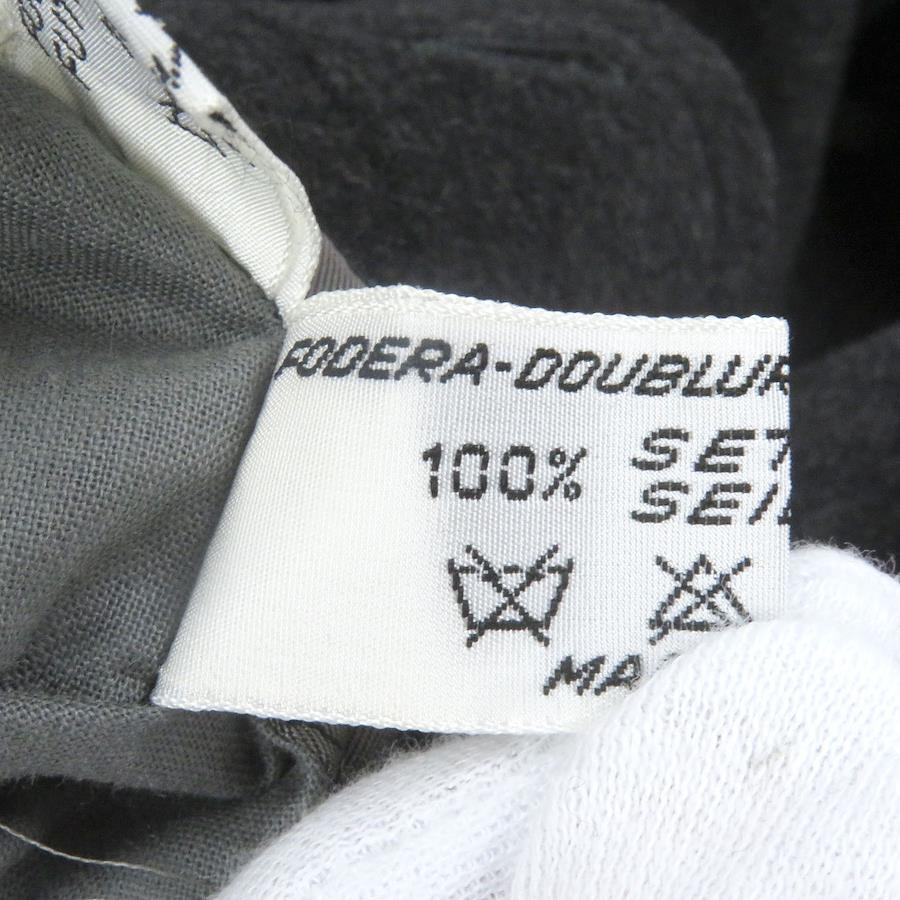 FODERA-DOUBLUR
100% SET
SEI
MA